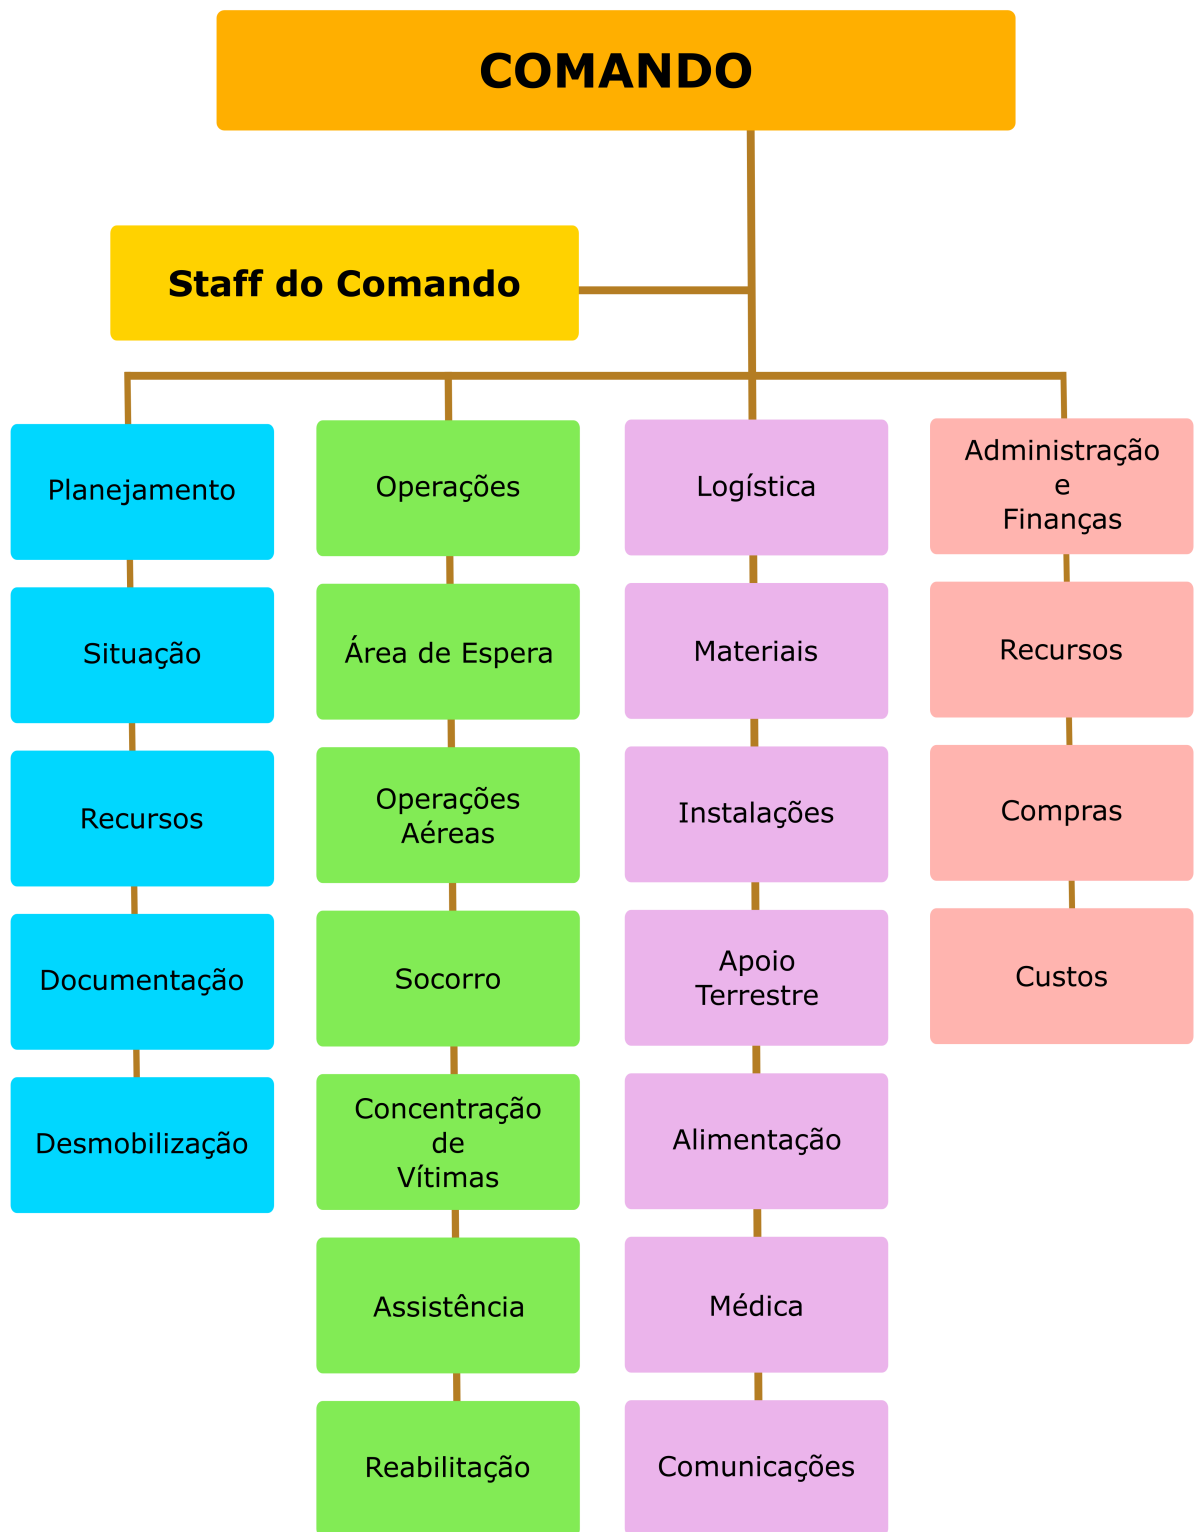 COMANDO
Staff do Comando
Planejamento
Situação
Recursos
Documentação
Desmobilização
Operações
Área de Espera
Operações
Aéreas
Socorro
Concentração
de
Vítimas
Assistência
Reabilitação
Logística
Materiais
Instalações
Apoio
Terrestre
Alimentação
Médica
Comunicações
Administração
e
Finanças
Recursos
Compras
Custos